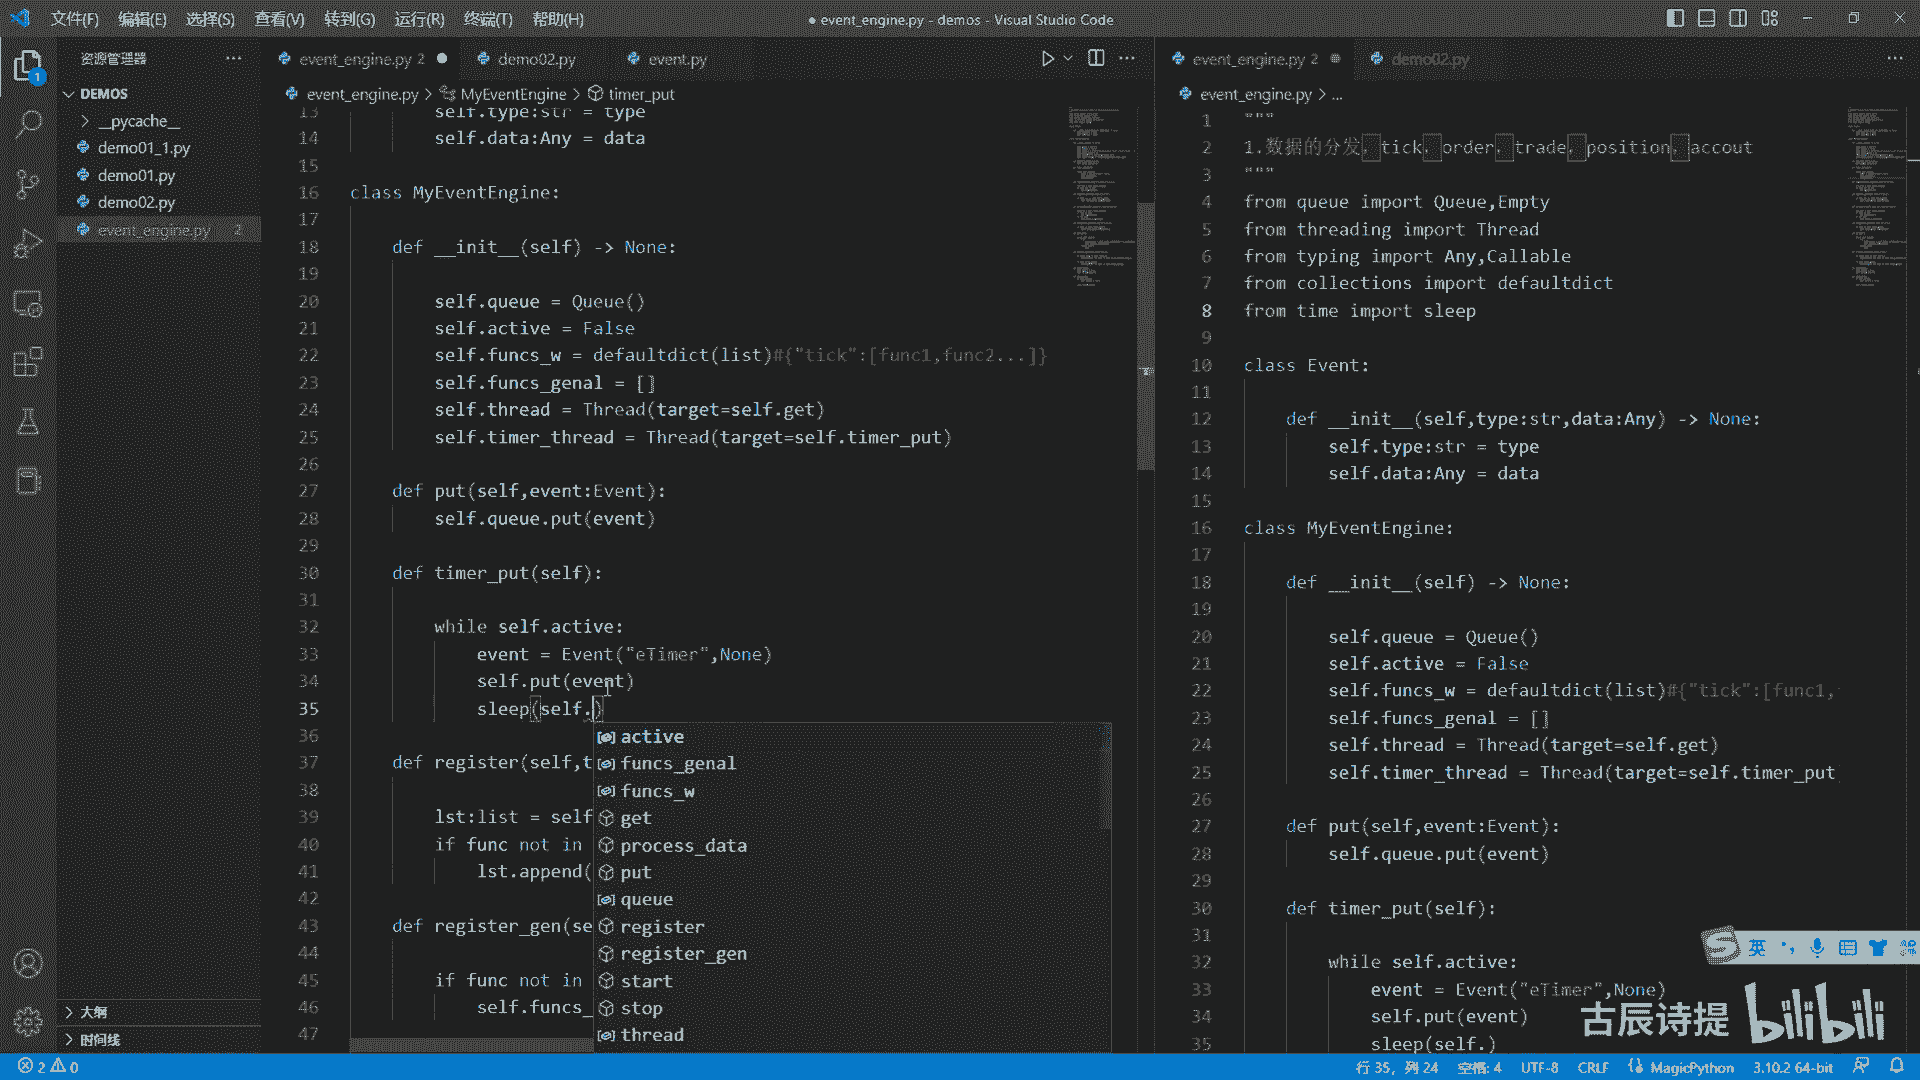 文件(F) 编辑(E) 选择(S) 查看(V) 转到(G) 运行(R) 终端(T) 帮助(H)
● event_engine.py - demos - Visual Studio Code
资源管理器
DEMOS
__pycache__
demo01_1.py
demo01.py
demo02.py
event_engine.py 2
大纲
时间线
event_engine.py 2 demo02.py event.py
event_engine.py > MyEventEngine > timer_put
13 self.type:str = type
14 self.data:Any = data
15
16 class MyEventEngine:
17
18 def __init__(self) -> None:
19
20 self.queue = Queue()
21 self.active = False
22 self.funcs_w = defaultdict(list)#{"tick":[func1,func2...]}
23 self.funcs_genal = []
24 self.thread = Thread(target=self.get)
25 self.timer_thread = Thread(target=self.timer_put)
26
27 def put(self,event:Event):
28 self.queue.put(event)
29
30 def timer_put(self):
31
32 while self.active:
33 event = Event("eTimer",None)
34 self.put(event)
35 sleep(self.)
36
37 def register(self,t
38
39 lst:list = self
40 if func not in
41 lst.append(
42
43 def register_gen(se
44
45 if func not in
46 self.funcs_
47
active
funcs_genal
funcs_w
get
process_data
put
queue
register
register_gen
start
stop
thread
event_engine.py 2 demo02.py
event_engine.py > ...
1 """
2 1.数据的分发，tick，order，trade，position，accout
3 """
4 from queue import Queue,Empty
5 from threading import Thread
6 from typing import Any,Callable
7 from collections import defaultdict
8 from time import sleep
9
10 class Event:
11
12 def __init__(self,type:str,data:Any) -> None:
13 self.type:str = type
14 self.data:Any = data
15
16 class MyEventEngine:
17
18 def __init__(self) -> None:
19
20 self.queue = Queue()
21 self.active = False
22 self.funcs_w = defaultdict(list)#{"tick":[func1,
23 self.funcs_genal = []
24 self.thread = Thread(target=self.get)
25 self.timer_thread = Thread(target=self.timer_put
26
27 def put(self,event:Event):
28 self.queue.put(event)
29
30 def timer_put(self):
31
32 while self.active:
33 event = Event("eTimer",None)
34 self.put(event)
35 sleep(self.)
英
古辰诗提 bilibili
2 0
行 35, 列 24 空格: 4 UTF-8 CRLF MagicPython 3.10.2 64-bit